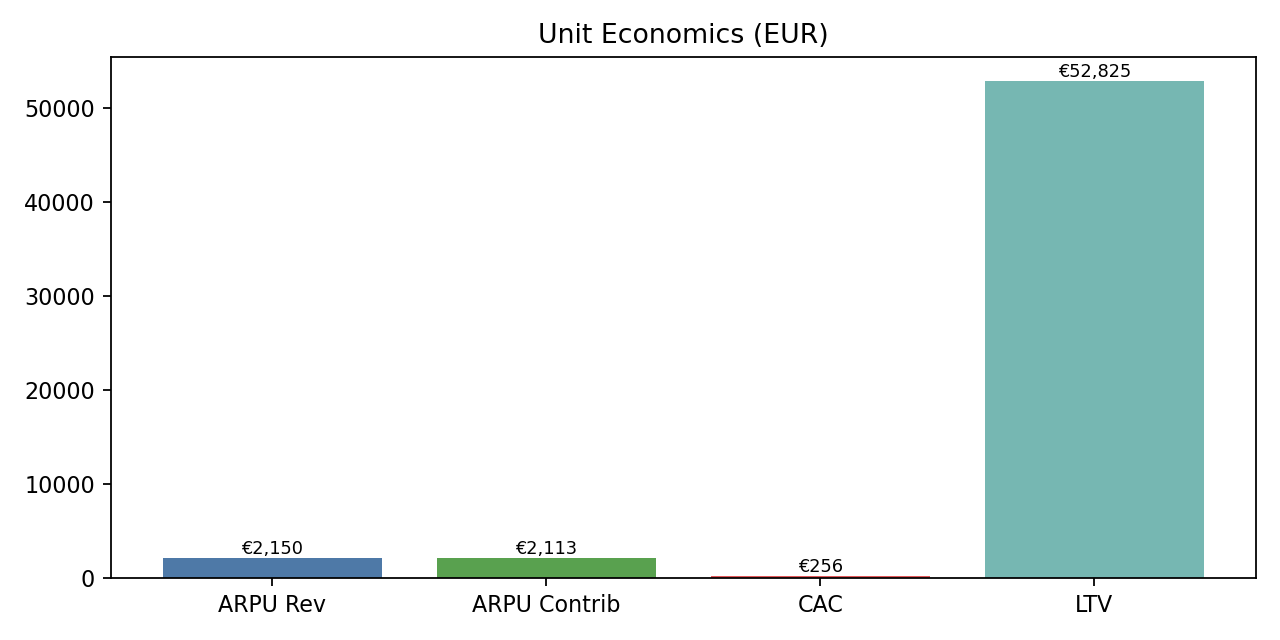 Unit Economics (EUR)
€52,825
50000
40000
30000
20000
10000
€2,150
€2,113
€256
0
ARPU Rev
ARPU Contrib
CAC
LTV